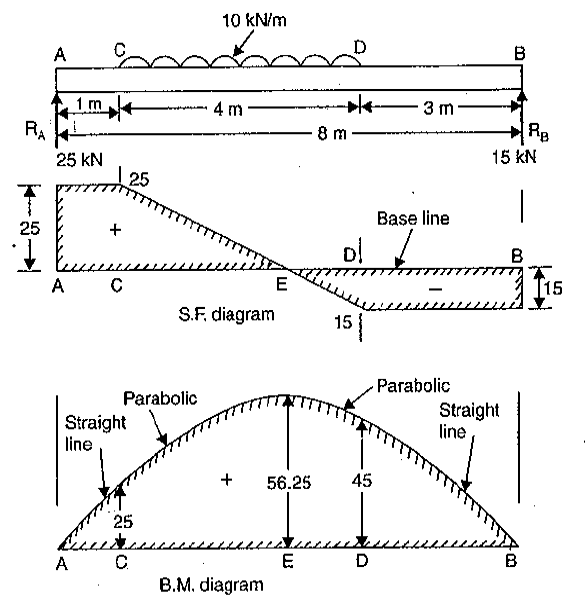 10 kN/m
A C D B
1 m 4 m 3 m
R_A 8 m R_B
25 kN 15 kN
25
25 + Base line
D B
A C E − 15
S.F. diagram 15
Parabolic Parabolic
Straight line Straight line
+ 56.25 45
25
A C E D B
B.M. diagram